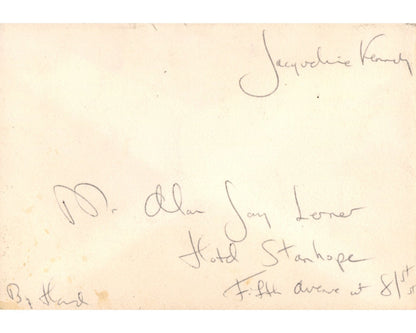 Jacqueline Kennedy
Mr. Alan Jay Lerner
Hotel Stanhope
Fifth avenue at 81st st
By Hand